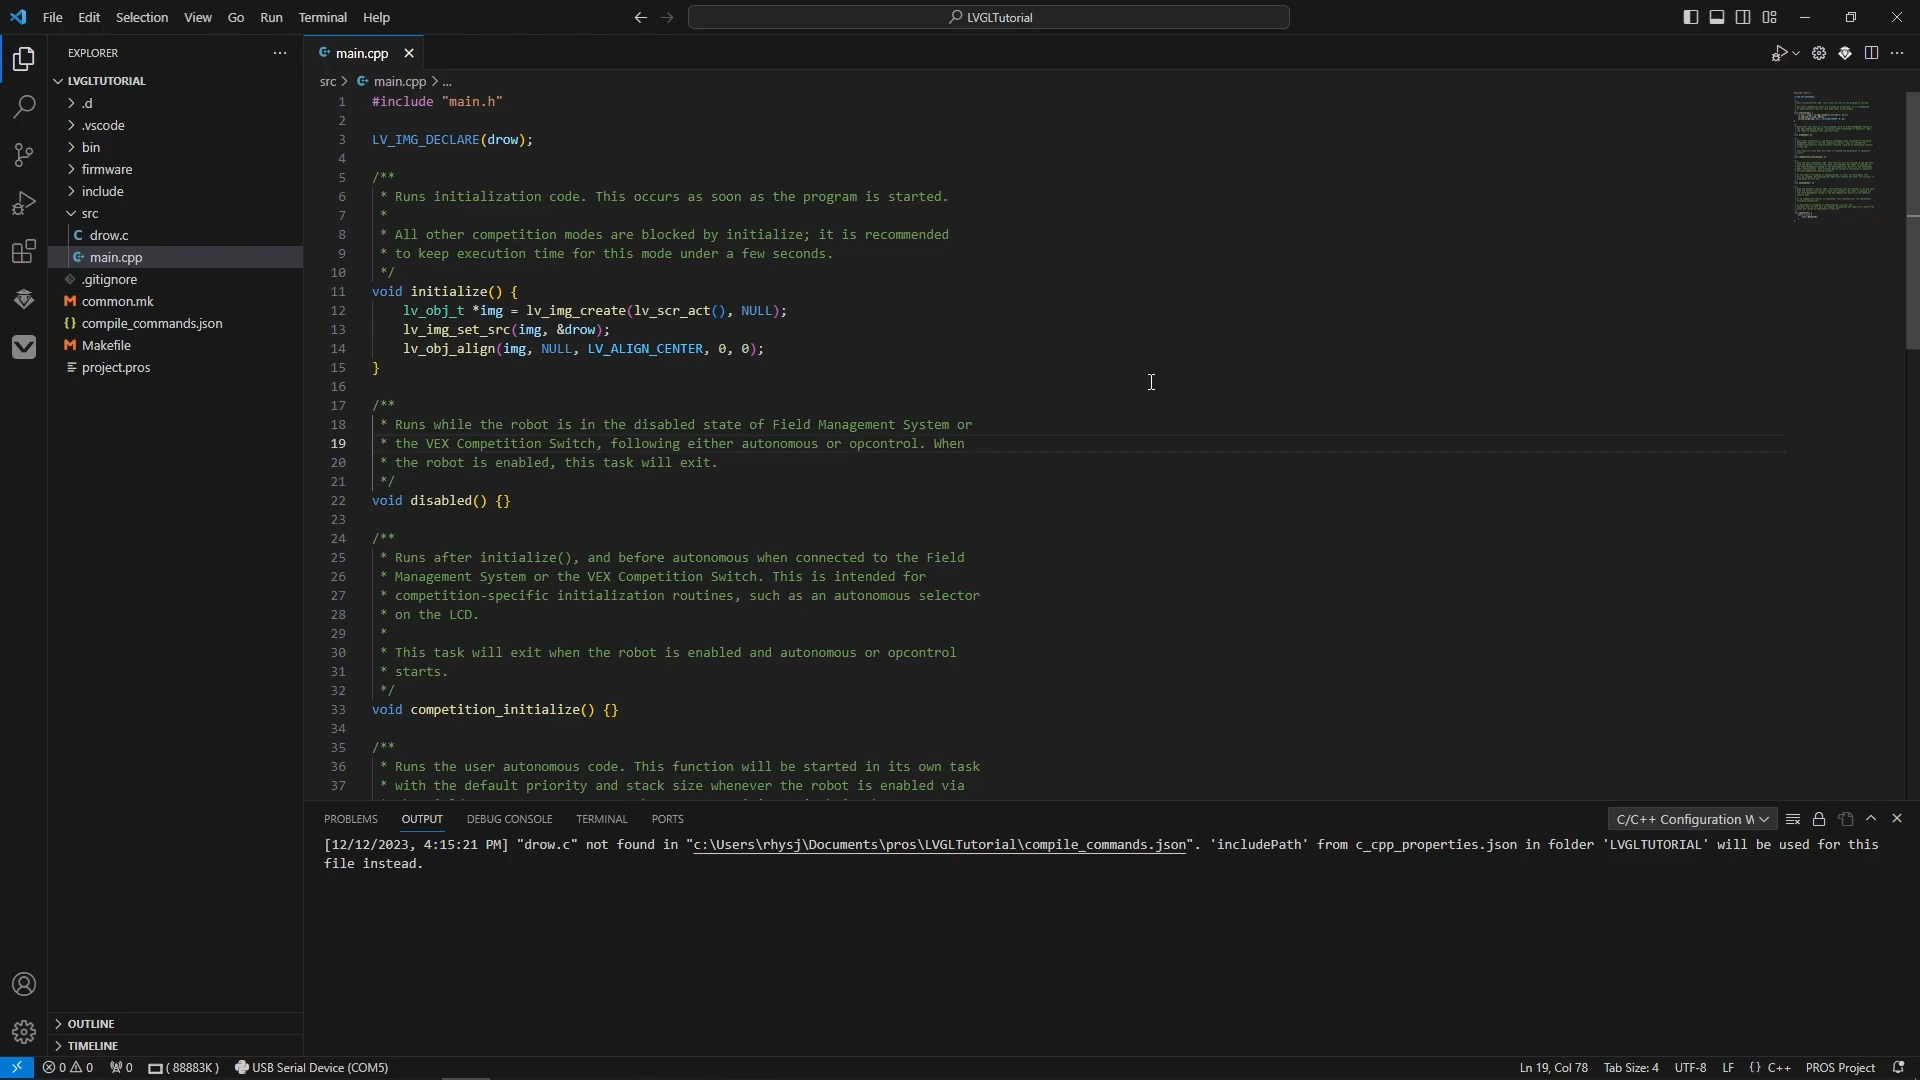 File Edit Selection View Go Run Terminal Help
LVGLTutorial
EXPLORER
LVGLTUTORIAL
.d
.vscode
bin
firmware
include
src
drow.c
main.cpp
.gitignore
common.mk
compile_commands.json
Makefile
project.pros
OUTLINE
TIMELINE
main.cpp
src > main.cpp > ...
1 #include "main.h"
2
3 LV_IMG_DECLARE(drow);
4
5 /**
6 * Runs initialization code. This occurs as soon as the program is started.
7 *
8 * All other competition modes are blocked by initialize; it is recommended
9 * to keep execution time for this mode under a few seconds.
10 */
11 void initialize() {
12 lv_obj_t *img = lv_img_create(lv_scr_act(), NULL);
13 lv_img_set_src(img, &drow);
14 lv_obj_align(img, NULL, LV_ALIGN_CENTER, 0, 0);
15 }
16
17 /**
18 * Runs while the robot is in the disabled state of Field Management System or
19 * the VEX Competition Switch, following either autonomous or opcontrol. When
20 * the robot is enabled, this task will exit.
21 */
22 void disabled() {}
23
24 /**
25 * Runs after initialize(), and before autonomous when connected to the Field
26 * Management System or the VEX Competition Switch. This is intended for
27 * competition-specific initialization routines, such as an autonomous selector
28 * on the LCD.
29 *
30 * This task will exit when the robot is enabled and autonomous or opcontrol
31 * starts.
32 */
33 void competition_initialize() {}
34
35 /**
36 * Runs the user autonomous code. This function will be started in its own task
37 * with the default priority and stack size whenever the robot is enabled via
PROBLEMS OUTPUT DEBUG CONSOLE TERMINAL PORTS
C/C++ Configuration W
[12/12/2023, 4:15:21 PM] "drow.c" not found in "c:\Users\rhysj\Documents\pros\LVGLTutorial\compile_commands.json". 'includePath' from c_cpp_properties.json in folder 'LVGLTUTORIAL' will be used for this
file instead.
0 0 0 ( 88883K ) USB Serial Device (COM5) Ln 19, Col 78 Tab Size: 4 UTF-8 LF {} C++ PROS Project